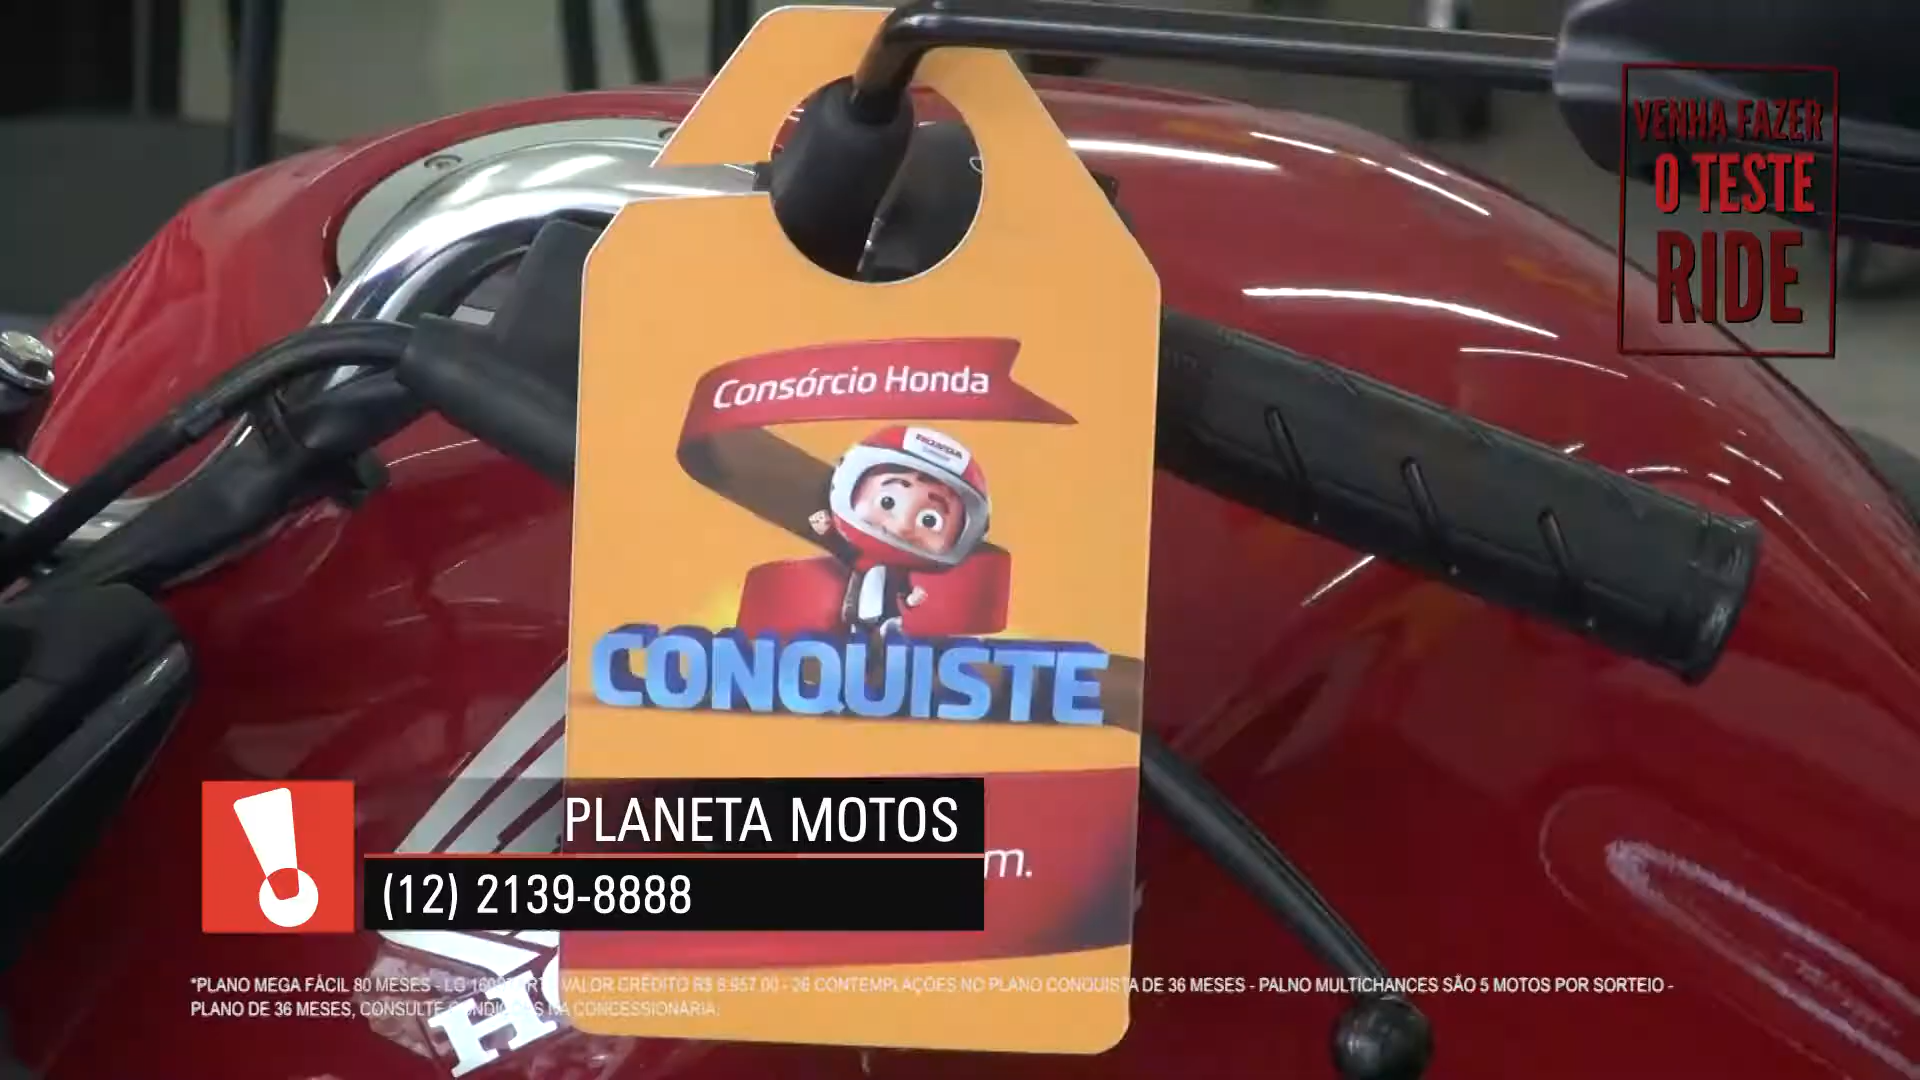 VENHA FAZER
O TESTE
RIDE
Consórcio Honda
HONDA
CONQUISTE
PLANETA MOTOS
m.
(12) 2139-8888
*PLANO MEGA FÁCIL 80 MESES - VALOR CRÉDITO R$ 8.957,00 - 26 CONTEMPLAÇÕES NO PLANO CONQUISTA DE 36 MESES - PALNO MULTICHANCES SÃO 5 MOTOS POR SORTEIO -
PLANO DE 36 MESES, CONSULTE CONDIÇÕES NA CONCESSIONÁRIA.
H